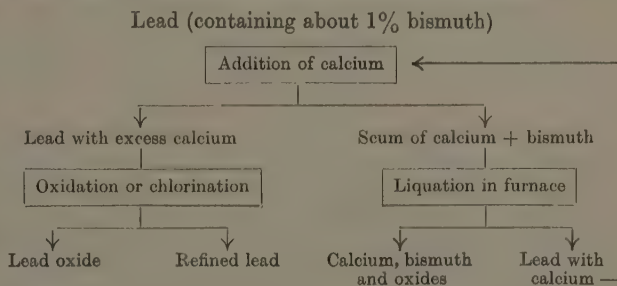 Lead (containing about 1% bismuth)
Addition of calcium
Lead with excess calcium
Scum of calcium + bismuth
Oxidation or chlorination
Liquation in furnace
Lead oxide
Refined lead
Calcium, bismuth
and oxides
Lead with
calcium